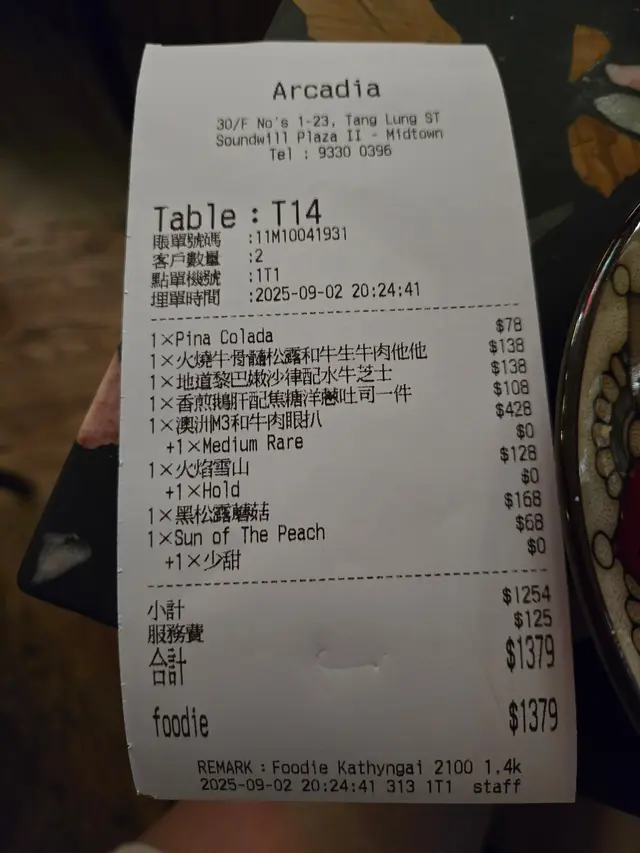 Arcadia
30/F No's 1-23, Tang Lung ST
Soundwill Plaza II - Midtown
Tel : 9330 0396
Table : T14
賬單號碼 :11M10041931
客戶數量 :2
點單機號 :1T1
埋單時間 :2025-09-02 20:24:41
1×Pina Colada $78
1×火燒牛骨髓松露和牛生牛肉他他 $138
1×地道黎巴嫩沙律配水牛芝士 $138
1×香煎鵝肝配焦糖洋蔥吐司一件 $108
1×澳洲M3和牛肉眼扒 $428
+1×Medium Rare $0
1×火焰雪山 $128
+1×Hold $0
1×黑松露蘑菇 $168
1×Sun of The Peach $68
+1×少甜 $0
小計 $1254
服務費 $125
合計 $1379
foodie $1379
REMARK : Foodie Kathyngai 2100 1.4k
2025-09-02 20:24:41 313 1T1 staff